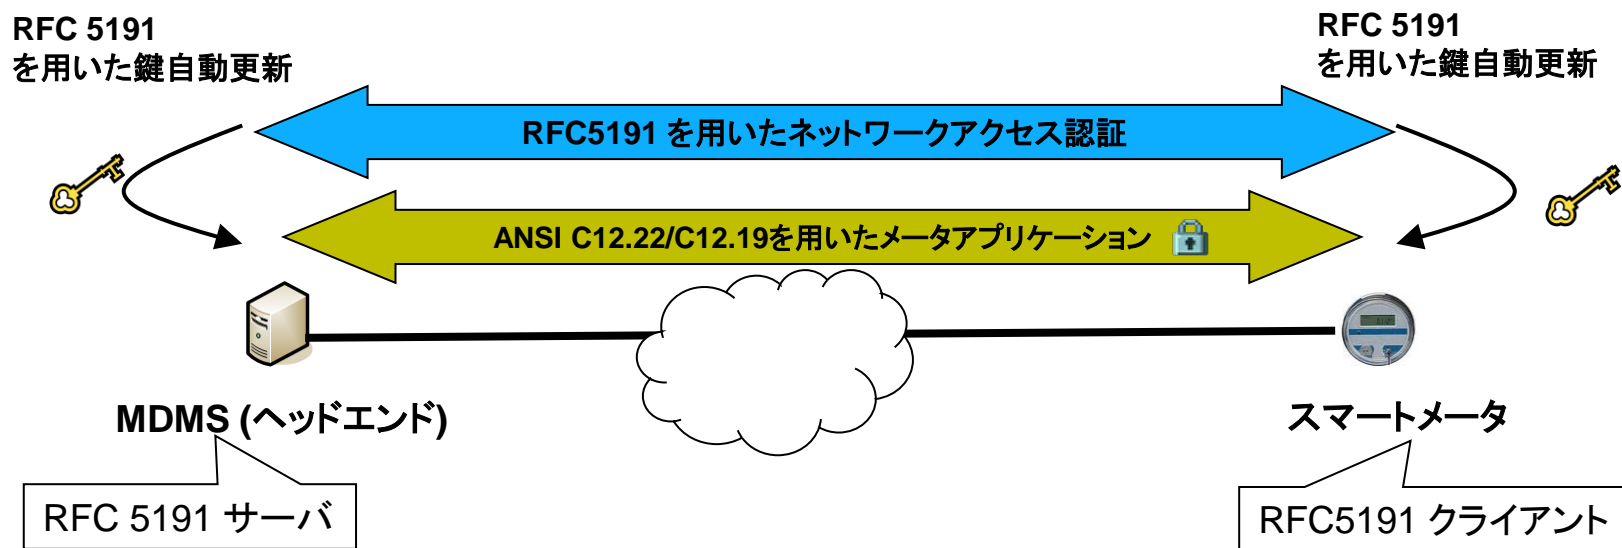 RFC 5191
を用いた鍵自動更新
RFC 5191
を用いた鍵自動更新
RFC5191 を用いたネットワークアクセス認証
ANSI C12.22/C12.19を用いたメータアプリケーション
MDMS (ヘッドエンド)
スマートメータ
RFC 5191 サーバ
RFC5191 クライアント